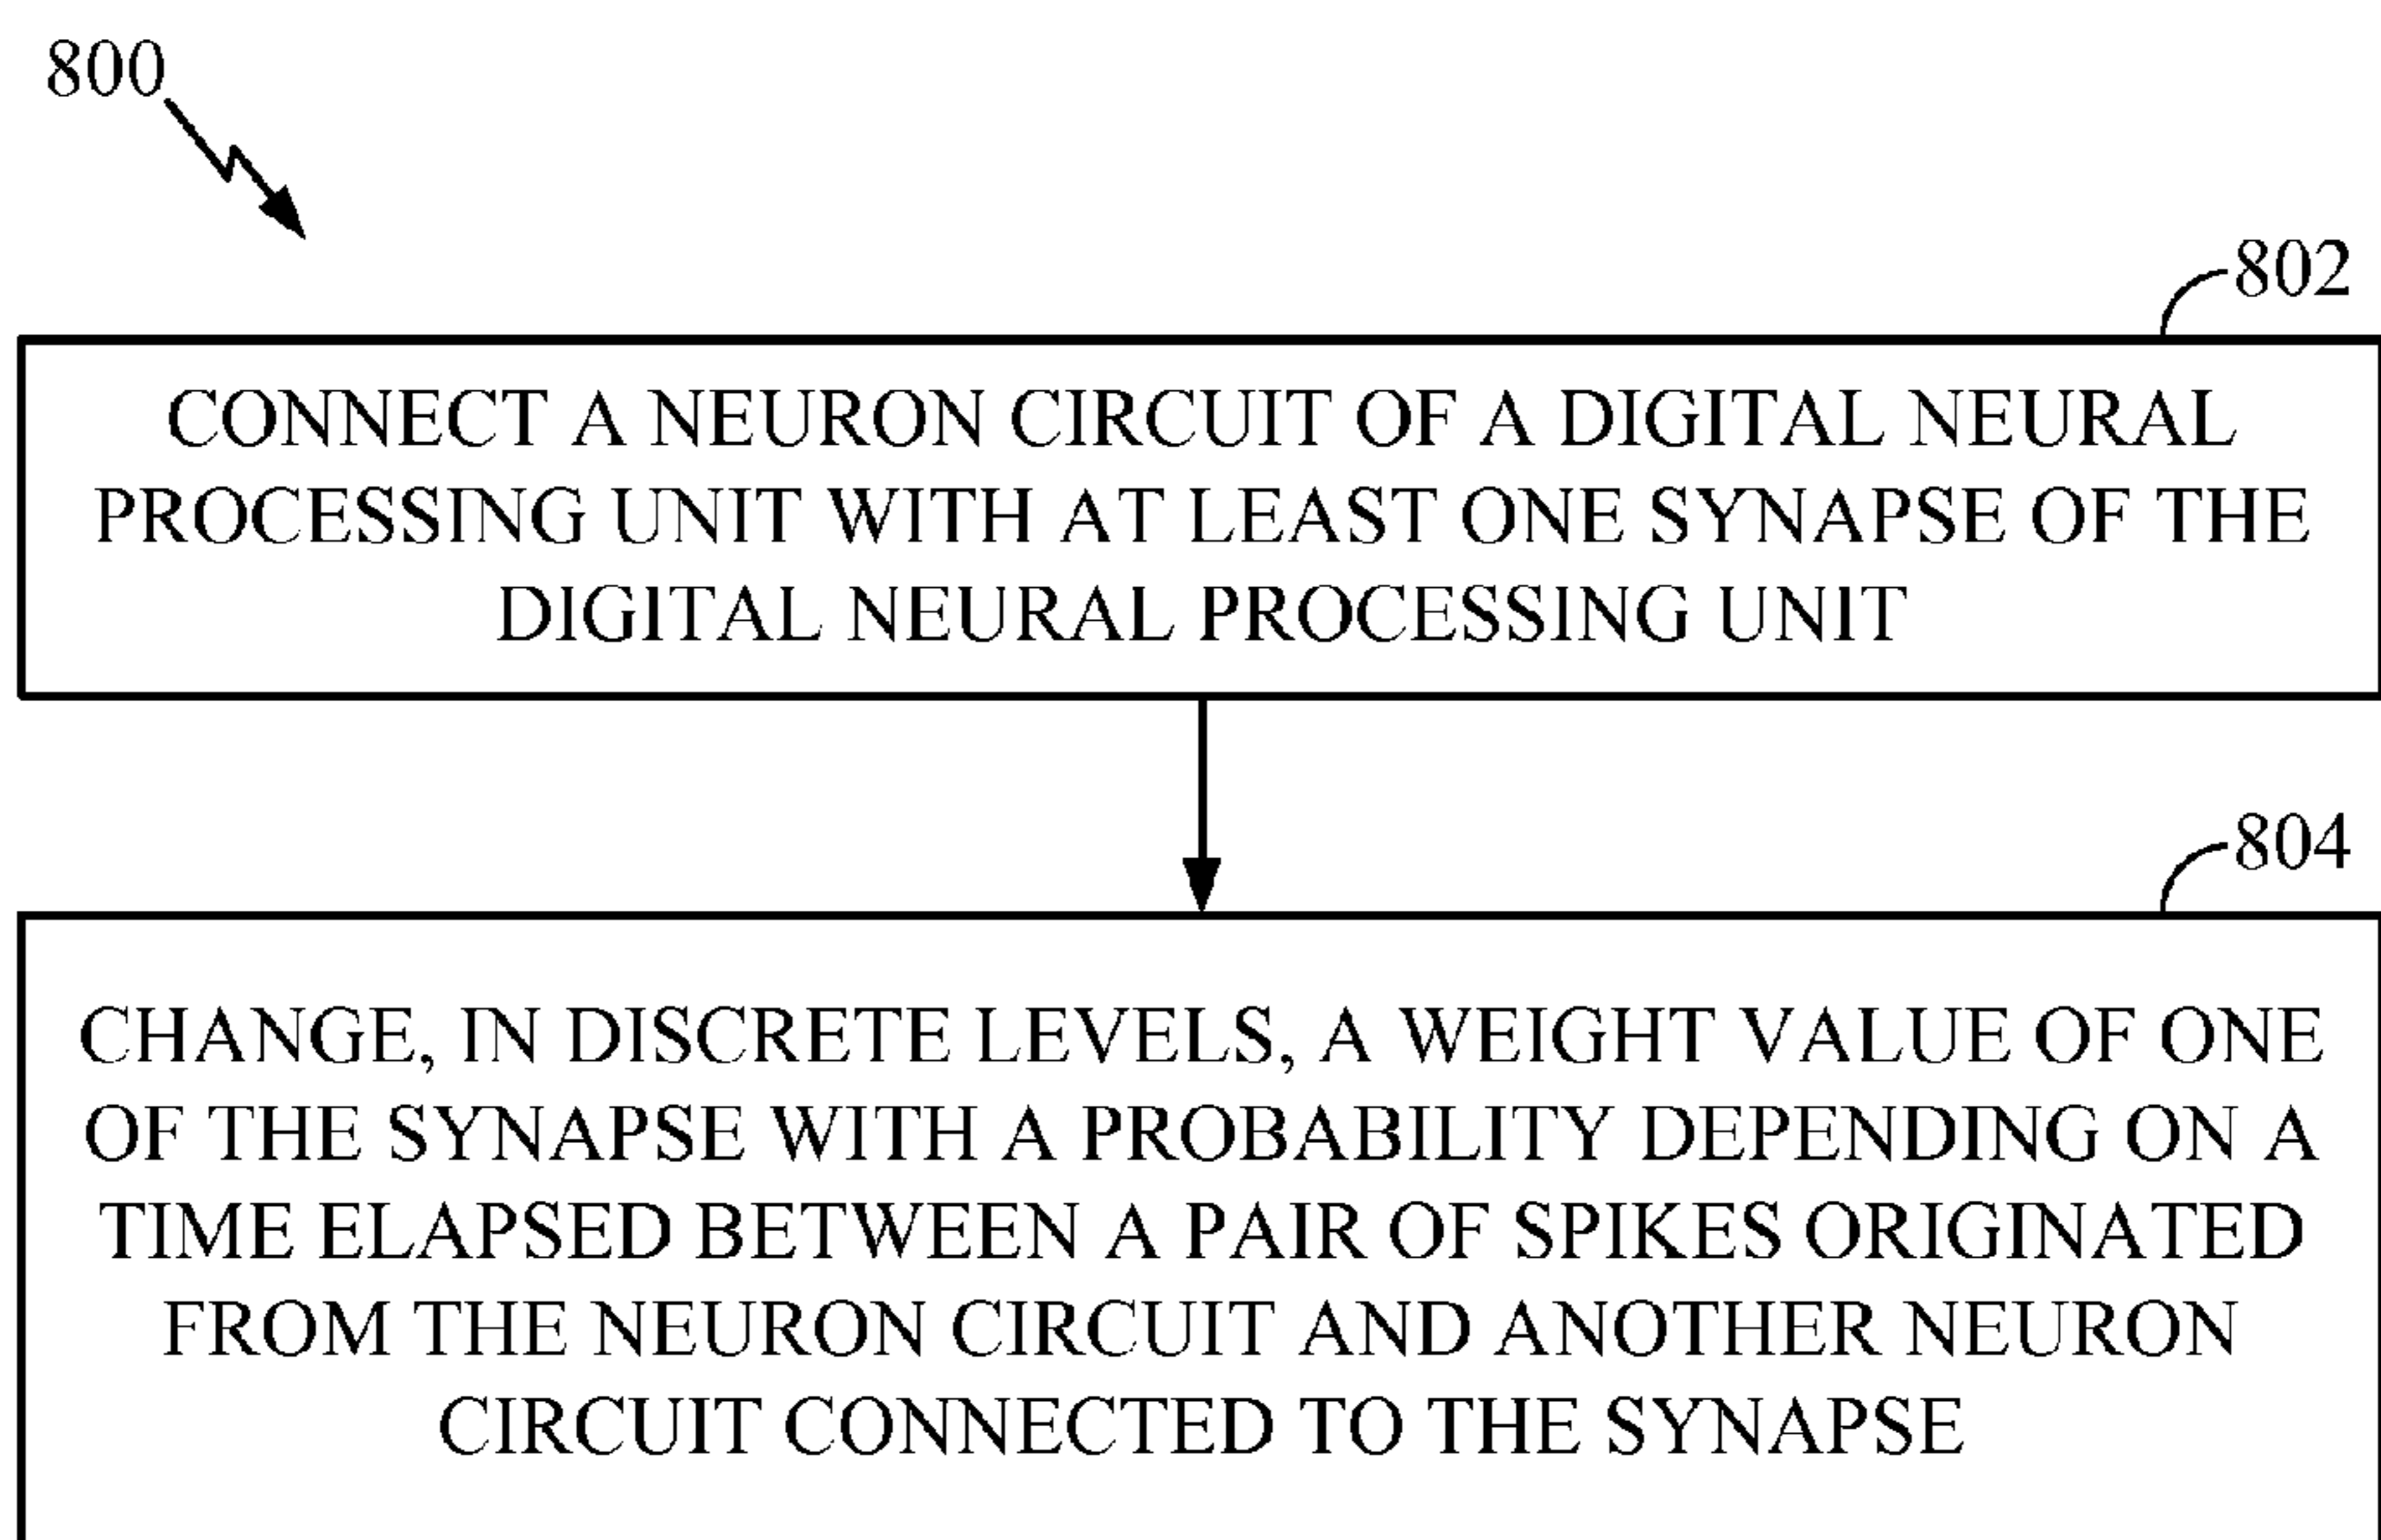 800
802
CONNECT A NEURON CIRCUIT OF A DIGITAL NEURAL
PROCESSING UNIT WITH AT LEAST ONE SYNAPSE OF THE
DIGITAL NEURAL PROCESSING UNIT
804
CHANGE, IN DISCRETE LEVELS, A WEIGHT VALUE OF ONE
OF THE SYNAPSE WITH A PROBABILITY DEPENDING ON A
TIME ELAPSED BETWEEN A PAIR OF SPIKES ORIGINATED
FROM THE NEURON CIRCUIT AND ANOTHER NEURON
CIRCUIT CONNECTED TO THE SYNAPSE